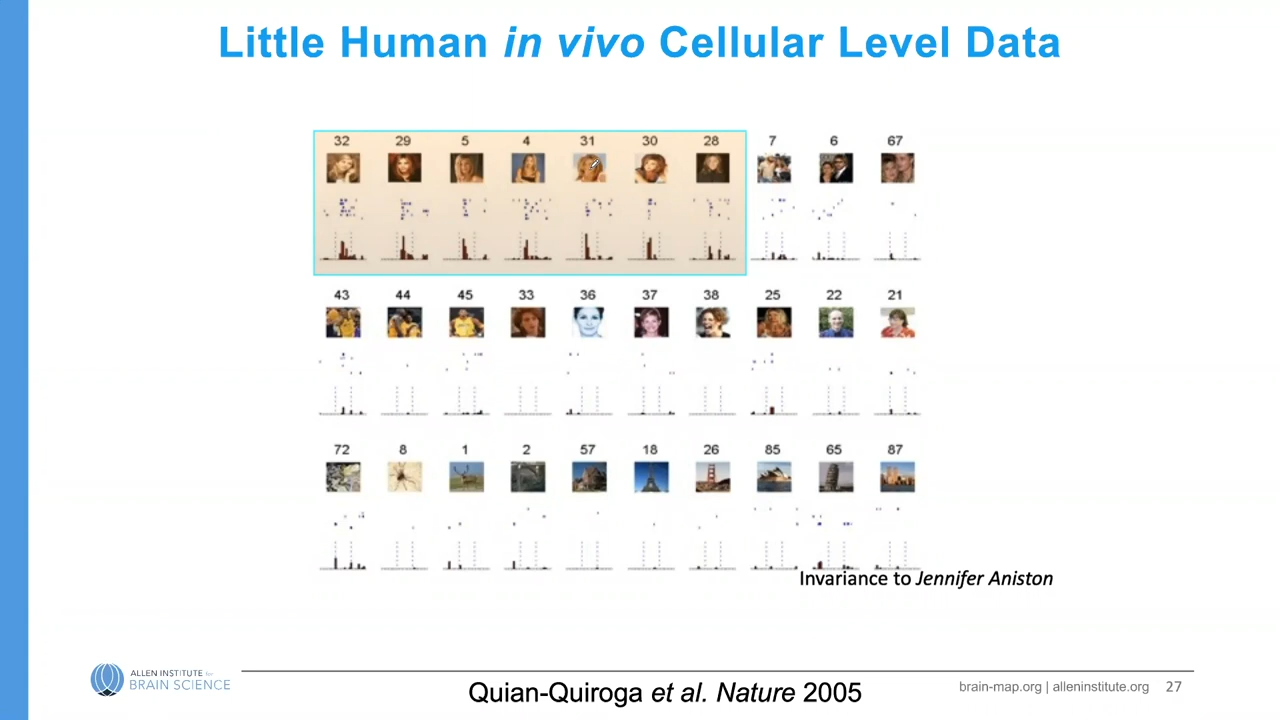 Little Human in vivo Cellular Level Data
32 29 5 4 31 30 28 7 6 67
43 44 45 33 36 37 38 25 22 21
72 8 1 2 57 18 26 85 65 87
Invariance to Jennifer Aniston
ALLEN INSTITUTE for
BRAIN SCIENCE
Quian-Quiroga et al. Nature 2005
brain-map.org | alleninstitute.org 27